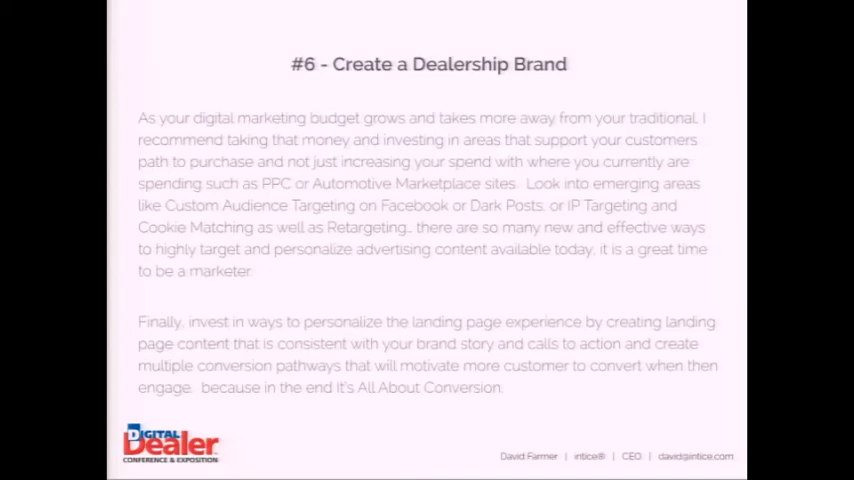 #6 - Create a Dealership Brand
As your digital marketing budget grows and takes more away from your traditional, I
recommend taking that money and investing in areas that support your customers
path to purchase and not just increasing your spend with where you currently are
spending such as PPC or Automotive Marketplace sites. Look into emerging areas
like Custom Audience Targeting on Facebook or Dark Posts, or IP Targeting and
Cookie Matching as well as Retargeting... there are so many new and effective ways
to highly target and personalize advertising content available today, it is a great time
to be a marketer.
Finally, invest in ways to personalize the landing page experience by creating landing
page content that is consistent with your brand story and calls to action and create
multiple conversion pathways that will motivate more customer to convert when then
engage. because in the end It's All About Conversion.
DIGITAL
Dealer
CONFERENCE & EXPOSITION
David Farmer | intice® | CEO | david@intice.com